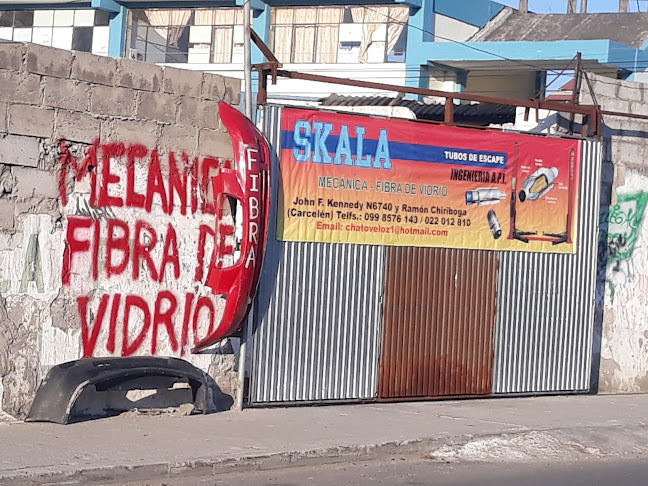 MECANICA
FIBRA DE
VIDRIO
FIBRA
SKALA
TUBOS DE ESCAPE
INGENIERIA A.P.I.
MECANICA - FIBRA DE VIDRIO
John F. Kennedy N6740 y Ramón Chiriboga
(Carcelén) Telfs.: 099 8576 143 / 022 012 810
Email: chatoveloz1@hotmail.com